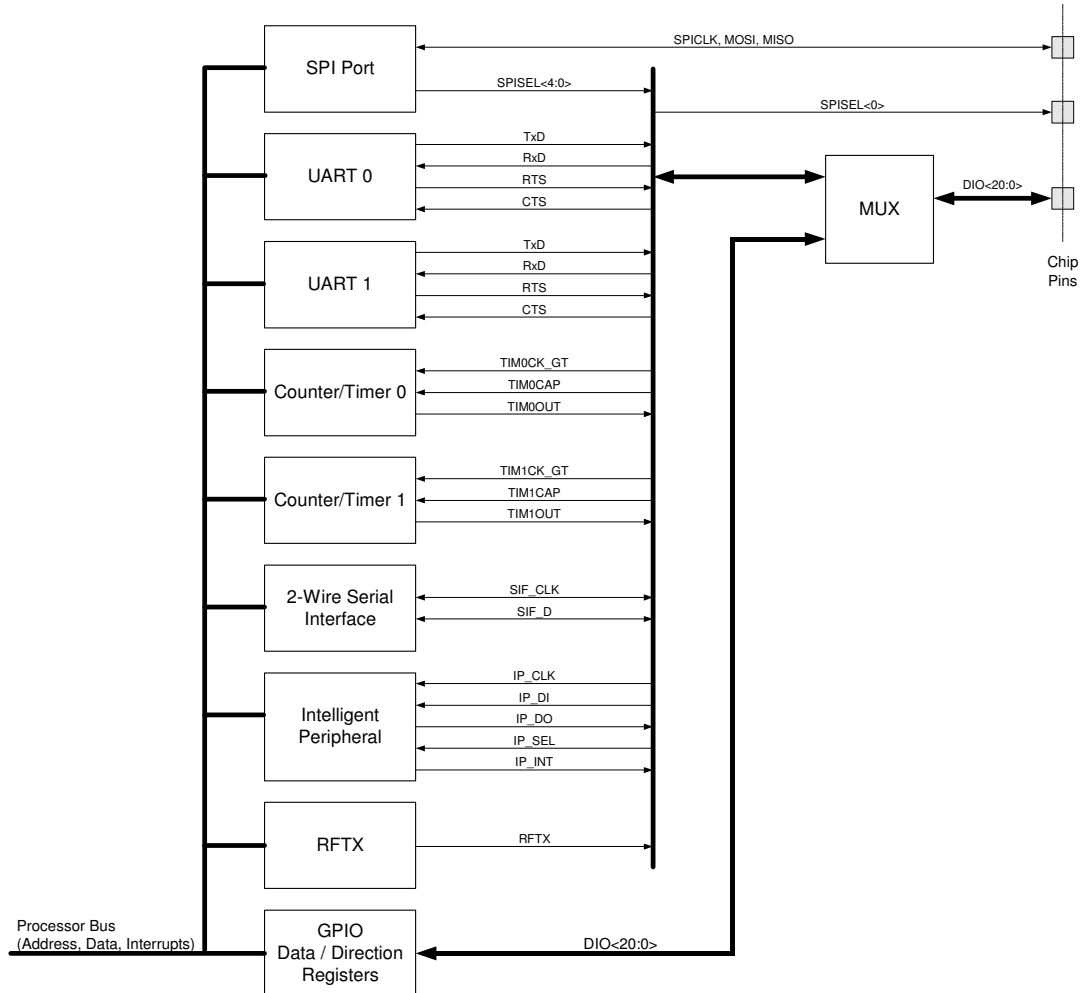 SPICLK, MOSI, MISO
SPI Port
SPISEL<4:0>
SPISEL<0>
TxD
RxD
UART 0
RTS
CTS
MUX
DIO<20:0>
Chip
Pins
TxD
RxD
UART 1
RTS
CTS
TIM0CK_GT
Counter/Timer 0
TIM0CAP
TIM0OUT
TIM1CK_GT
Counter/Timer 1
TIM1CAP
TIM1OUT
2-Wire Serial
Interface
SIF_CLK
SIF_D
IP_CLK
IP_DI
Intelligent
Peripheral
IP_DO
IP_SEL
IP_INT
RFTX
RFTX
Processor Bus
(Address, Data, Interrupts)
GPIO
Data / Direction
Registers
DIO<20:0>